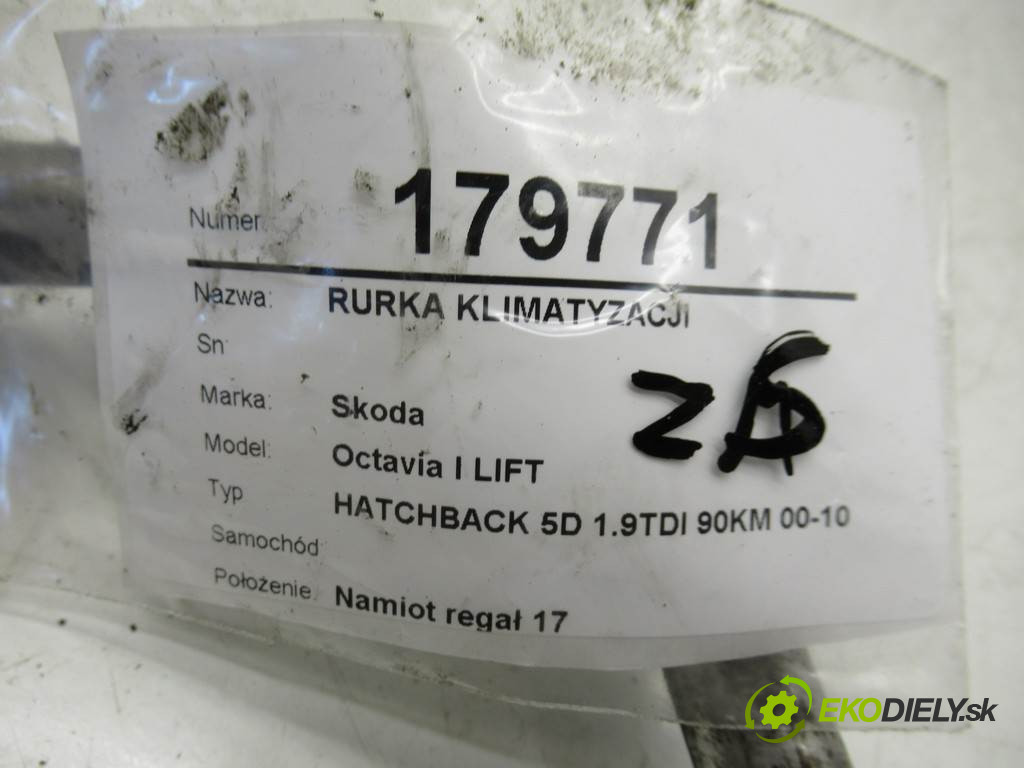 Numer: 179771
Nazwa: RURKA KLIMATYZACJI
Sn
Marka: Skoda
Model: Octavia I LIFT
Typ HATCHBACK 5D 1.9TDI 90KM 00-10
Samochód
Położenie: Namiot regał 17
EKODIELY.sk